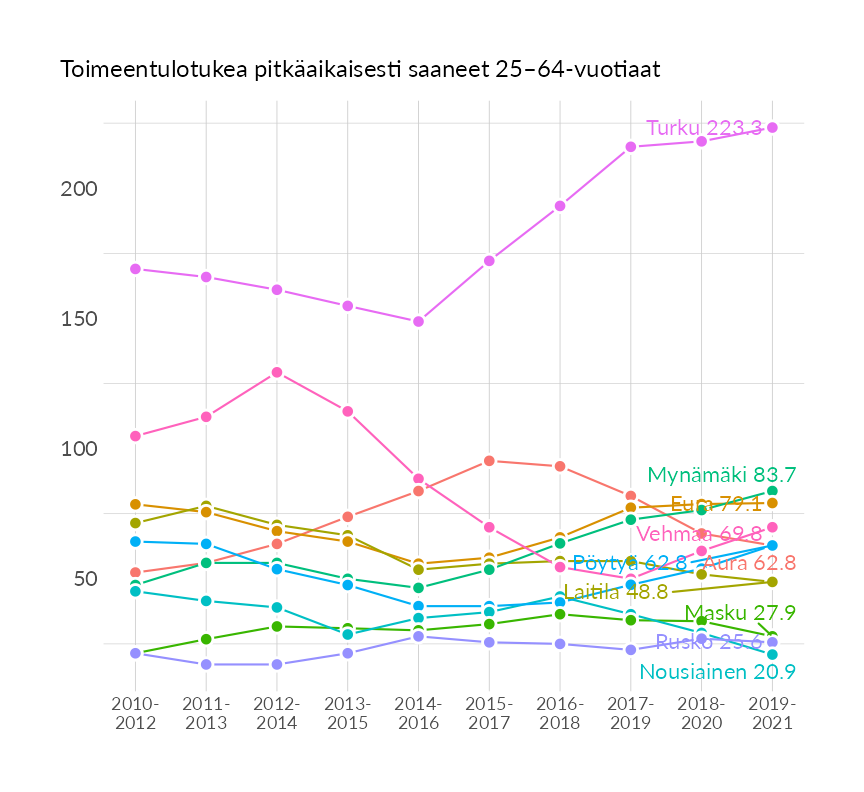 Toimeentulotukea pitkäaikaisesti saaneet 25–64-vuotiaat
Turku 223.3
200
150
100
Mynämäki 83.7
Eura 79.1
Vehmaa 69.8
Pöytyä 62.8
Aura 62.8
50
Laitila 48.8
Masku 27.9
Rusko 25.6
Nousiainen 20.9
2010- 2011- 2012- 2013- 2014- 2015- 2016- 2017- 2018- 2019-
2012 2013 2014 2015 2016 2017 2018 2019 2020 2021